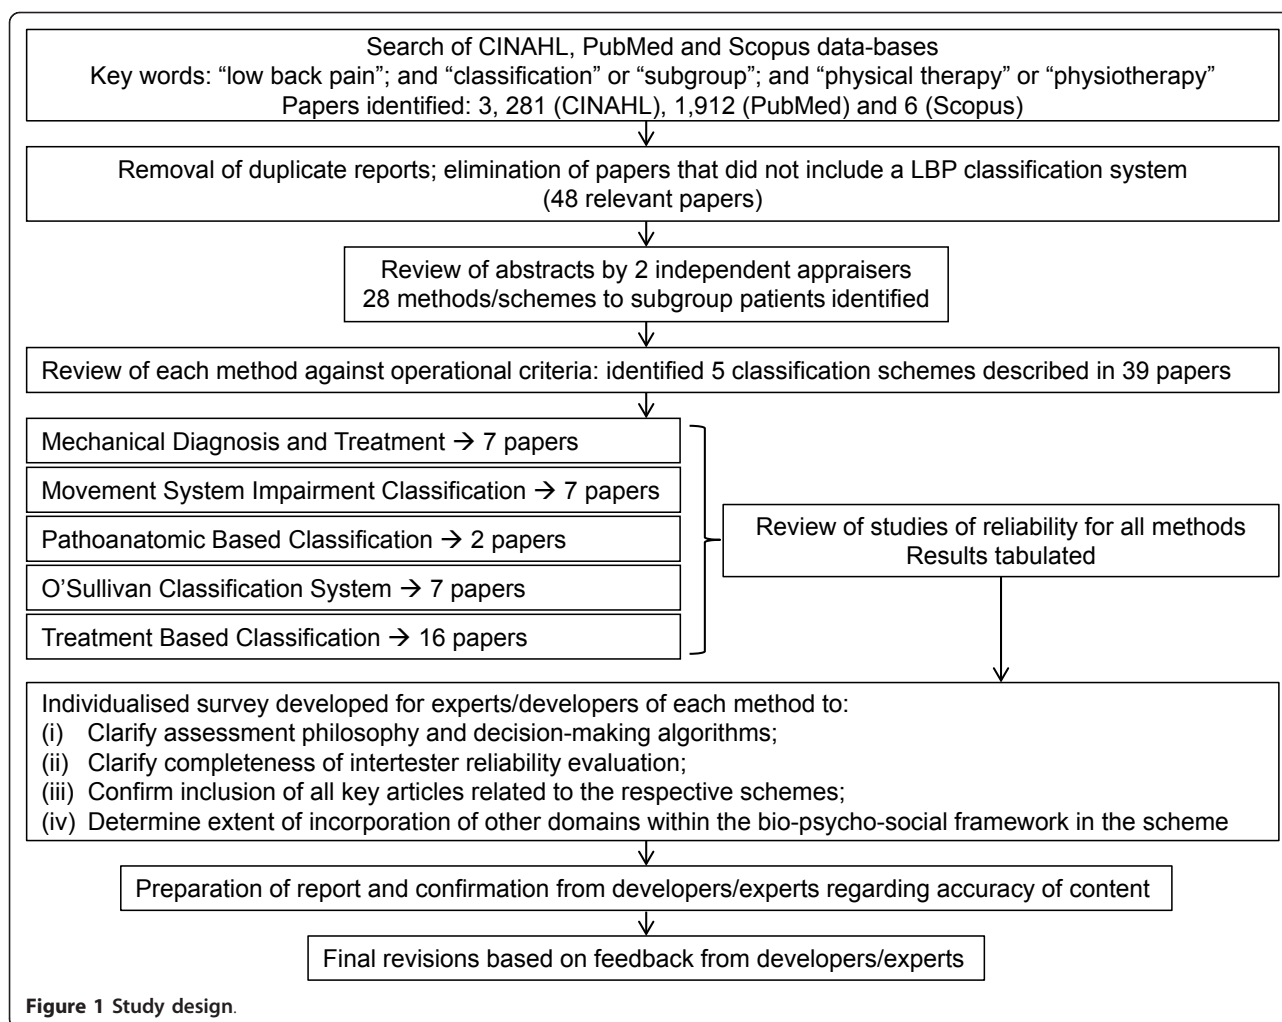 Search of CINAHL, PubMed and Scopus data-bases
Key words: “low back pain”; and “classification” or “subgroup”; and “physical therapy” or “physiotherapy”
Papers identified: 3, 281 (CINAHL), 1,912 (PubMed) and 6 (Scopus)
Removal of duplicate reports; elimination of papers that did not include a LBP classification system
(48 relevant papers)
Review of abstracts by 2 independent appraisers
28 methods/schemes to subgroup patients identified
Review of each method against operational criteria: identified 5 classification schemes described in 39 papers
Mechanical Diagnosis and Treatment → 7 papers
Movement System Impairment Classification → 7 papers
Pathoanatomic Based Classification → 2 papers
O’Sullivan Classification System → 7 papers
Treatment Based Classification → 16 papers
Review of studies of reliability for all methods
Results tabulated
Individualised survey developed for experts/developers of each method to:
(i) Clarify assessment philosophy and decision-making algorithms;
(ii) Clarify completeness of intertester reliability evaluation;
(iii) Confirm inclusion of all key articles related to the respective schemes;
(iv) Determine extent of incorporation of other domains within the bio-psycho-social framework in the scheme
Preparation of report and confirmation from developers/experts regarding accuracy of content
Final revisions based on feedback from developers/experts
Figure 1 Study design.